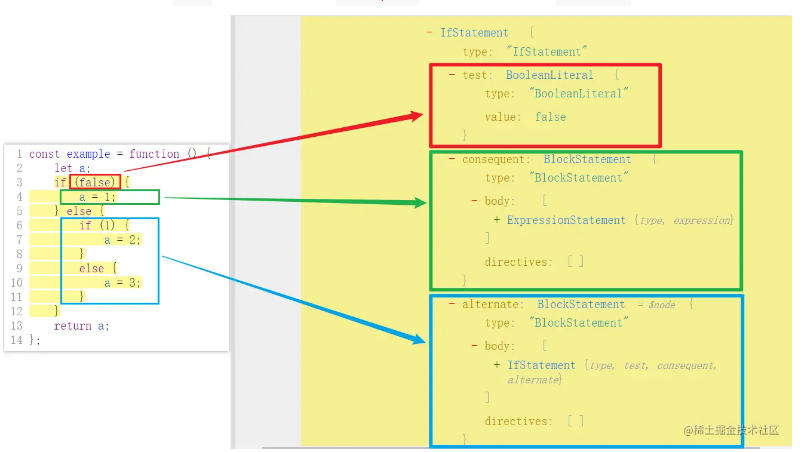 1 const example = function () {
2 let a;
3 if (false) {
4 a = 1;
5 } else {
6 if (1) {
7 a = 2;
8 }
9 else {
10 a = 3;
11 }
12 }
13 return a;
14 };
- IfStatement {
type: "IfStatement"
- test: BooleanLiteral {
type: "BooleanLiteral"
value: false
}
- consequent: BlockStatement {
type: "BlockStatement"
- body: [
+ ExpressionStatement {type, expression}
]
directives: [ ]
}
- alternate: BlockStatement = $node {
type: "BlockStatement"
- body: [
+ IfStatement {type, test, consequent,
alternate}
]
directives: [ ]
}
@稀土掘金技术社区